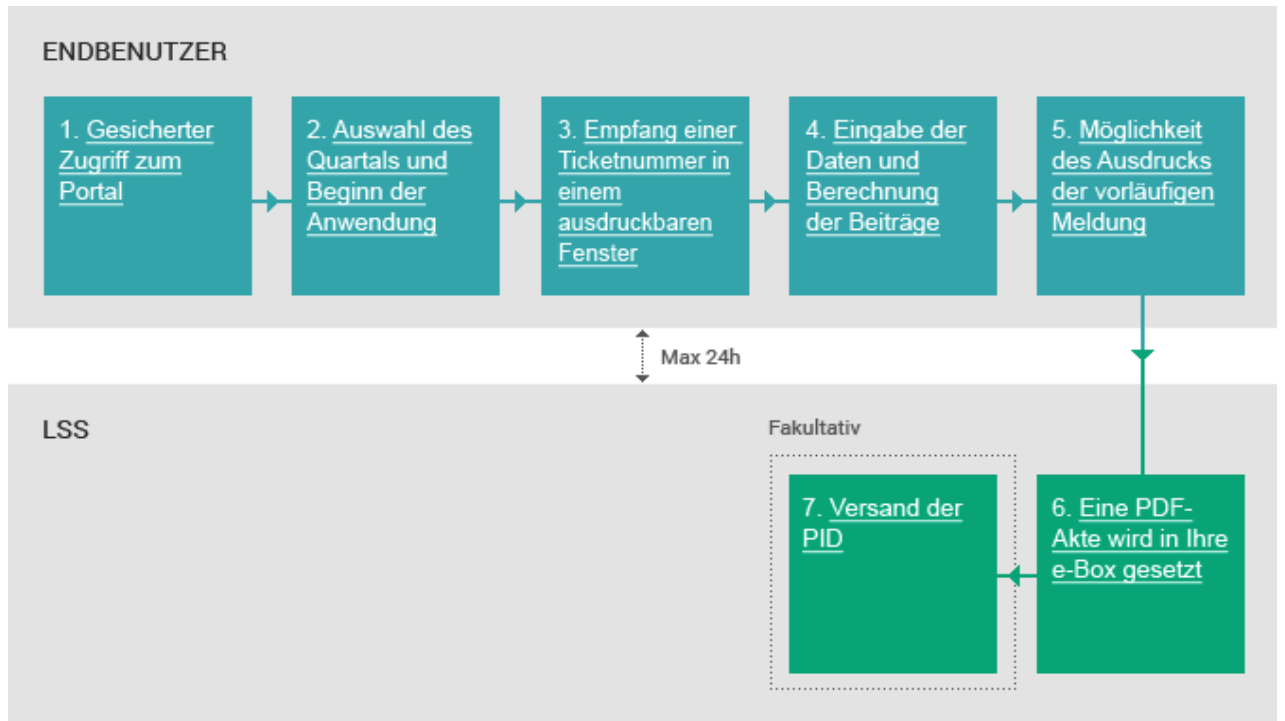 ENDBENUTZER
1. Gesicherter
Zugriff zum
Portal
2. Auswahl des
Quartals und
Beginn der
Anwendung
3. Empfang einer
Ticketnummer in
einem
ausdruckbaren
Fenster
4. Eingabe der
Daten und
Berechnung
der Beiträge
5. Möglichkeit
des Ausdrucks
der vorläufigen
Meldung
Max 24h
LSS
Fakultativ
7. Versand der
PID
6. Eine PDF-
Akte wird in Ihre
e-Box gesetzt